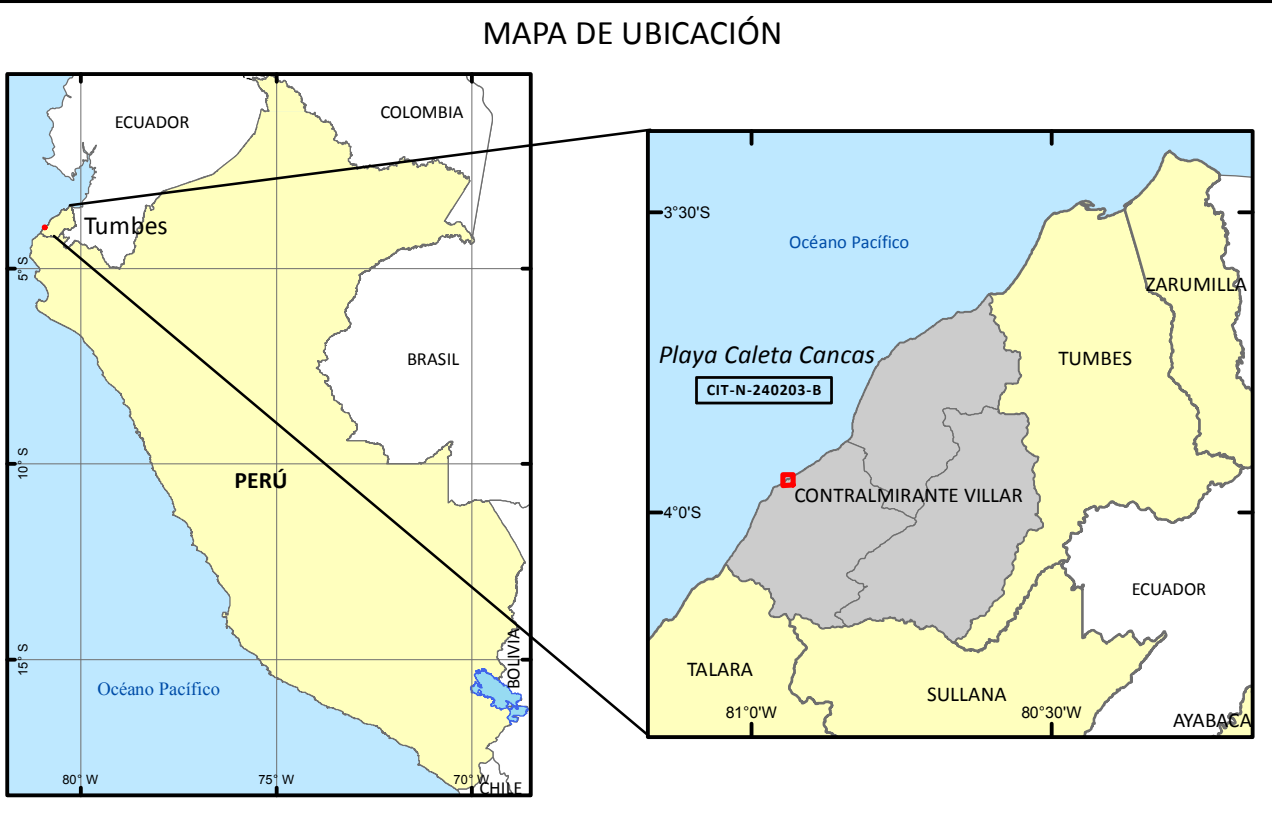 MAPA DE UBICACIÓN
ECUADOR
COLOMBIA
Tumbes
5° S
BRASIL
10° S
PERÚ
15° S
BOLIVIA
Océano Pacífico
80° W
75° W
70° W
CHILE
3°30'S
Océano Pacífico
ZARUMILLA
Playa Caleta Cancas
CIT-N-240203-B
TUMBES
CONTRALMIRANTE VILLAR
4°0'S
ECUADOR
TALARA
SULLANA
81°0'W
80°30'W
AYABACA